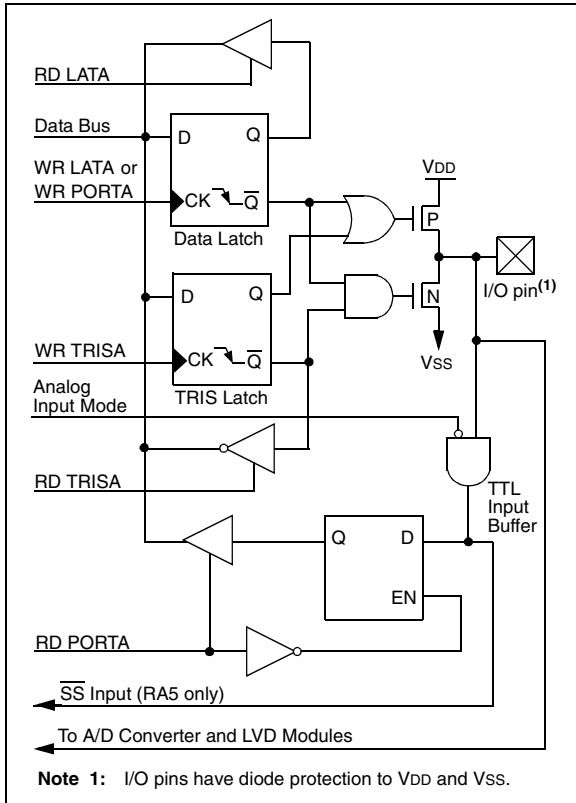 RD LATA
Data Bus
D Q
WR LATA or
WR PORTA
CK Q̅
Data Latch
VDD
P
I/O pin(1)
D Q
N
WR TRISA
CK Q̅
VSS
Analog
Input Mode
TRIS Latch
RD TRISA
TTL
Input
Buffer
Q D
EN
RD PORTA
S̅S̅ Input (RA5 only)
To A/D Converter and LVD Modules
Note 1: I/O pins have diode protection to VDD and VSS.